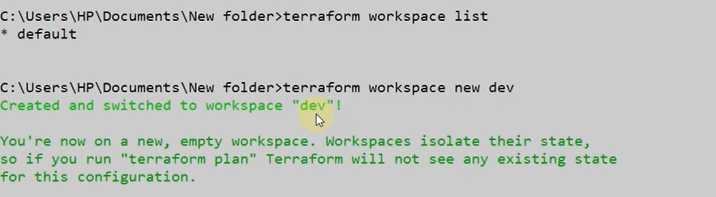 C:\Users\HP\Documents\New folder>terraform workspace list
* default
C:\Users\HP\Documents\New folder>terraform workspace new dev
Created and switched to workspace "dev"!
You're now on a new, empty workspace. Workspaces isolate their state,
so if you run "terraform plan" Terraform will not see any existing state
for this configuration.